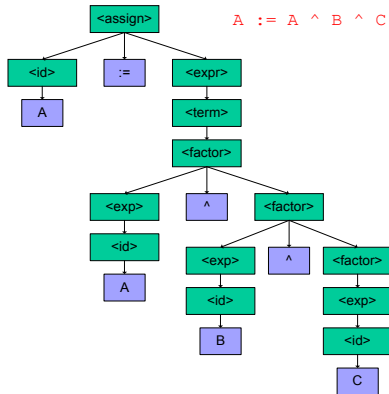 <assign> A := A ^ B ^ C
<id> := <expr>
A <term>
<factor>
<exp> ^ <factor>
<id> <exp> ^ <factor>
A <id> <exp>
B <id>
C